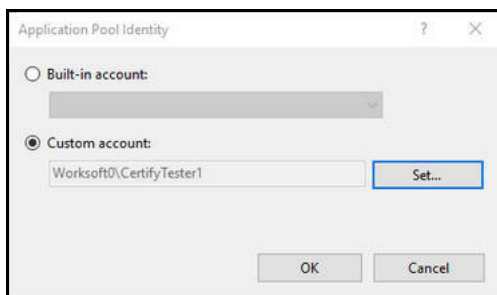 Application Pool Identity
Built-in account:
Custom account:
Worksoft0\CertifyTester1
Set...
OK
Cancel